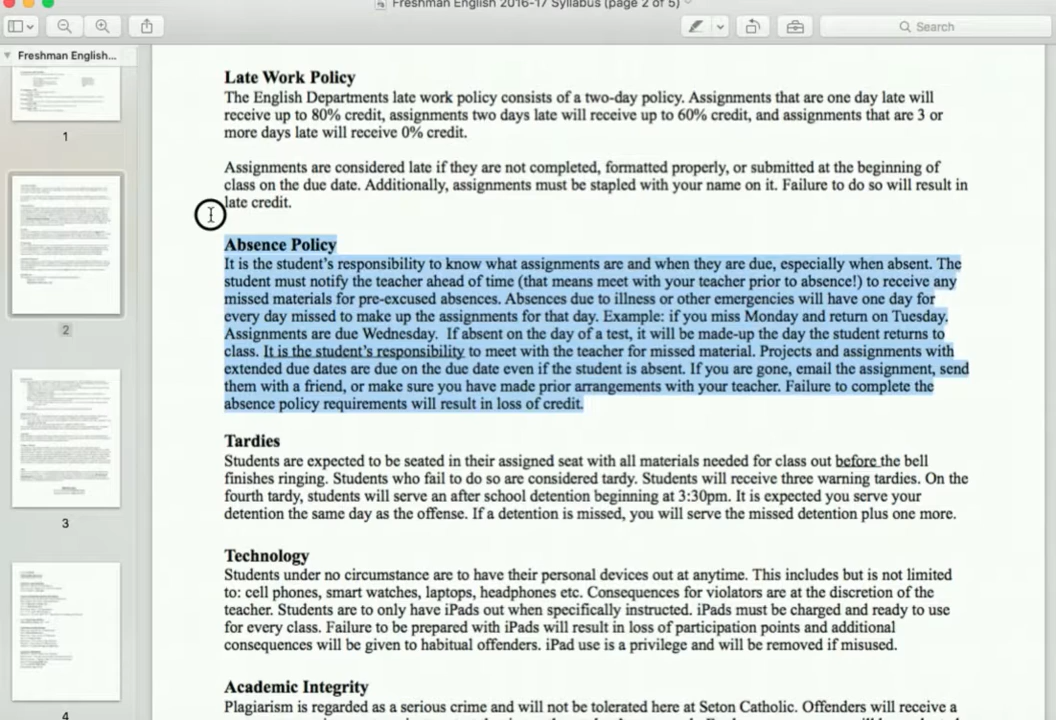 Freshman English 2016-17 Syllabus (page 2 of 5)
Search
Freshman English...
1
2
3
4
Late Work Policy
The English Departments late work policy consists of a two-day policy. Assignments that are one day late will
receive up to 80% credit, assignments two days late will receive up to 60% credit, and assignments that are 3 or
more days late will receive 0% credit.
Assignments are considered late if they are not completed, formatted properly, or submitted at the beginning of
class on the due date. Additionally, assignments must be stapled with your name on it. Failure to do so will result in
late credit.
Absence Policy
It is the student’s responsibility to know what assignments are and when they are due, especially when absent. The
student must notify the teacher ahead of time (that means meet with your teacher prior to absence!) to receive any
missed materials for pre-excused absences. Absences due to illness or other emergencies will have one day for
every day missed to make up the assignments for that day. Example: if you miss Monday and return on Tuesday.
Assignments are due Wednesday. If absent on the day of a test, it will be made-up the day the student returns to
class. It is the student’s responsibility to meet with the teacher for missed material. Projects and assignments with
extended due dates are due on the due date even if the student is absent. If you are gone, email the assignment, send
them with a friend, or make sure you have made prior arrangements with your teacher. Failure to complete the
absence policy requirements will result in loss of credit.
Tardies
Students are expected to be seated in their assigned seat with all materials needed for class out before the bell
finishes ringing. Students who fail to do so are considered tardy. Students will receive three warning tardies. On the
fourth tardy, students will serve an after school detention beginning at 3:30pm. It is expected you serve your
detention the same day as the offense. If a detention is missed, you will serve the missed detention plus one more.
Technology
Students under no circumstance are to have their personal devices out at anytime. This includes but is not limited
to: cell phones, smart watches, laptops, headphones etc. Consequences for violators are at the discretion of the
teacher. Students are to only have iPads out when specifically instructed. iPads must be charged and ready to use
for every class. Failure to be prepared with iPads will result in loss of participation points and additional
consequences will be given to habitual offenders. iPad use is a privilege and will be removed if misused.
Academic Integrity
Plagiarism is regarded as a serious crime and will not be tolerated here at Seton Catholic. Offenders will receive a